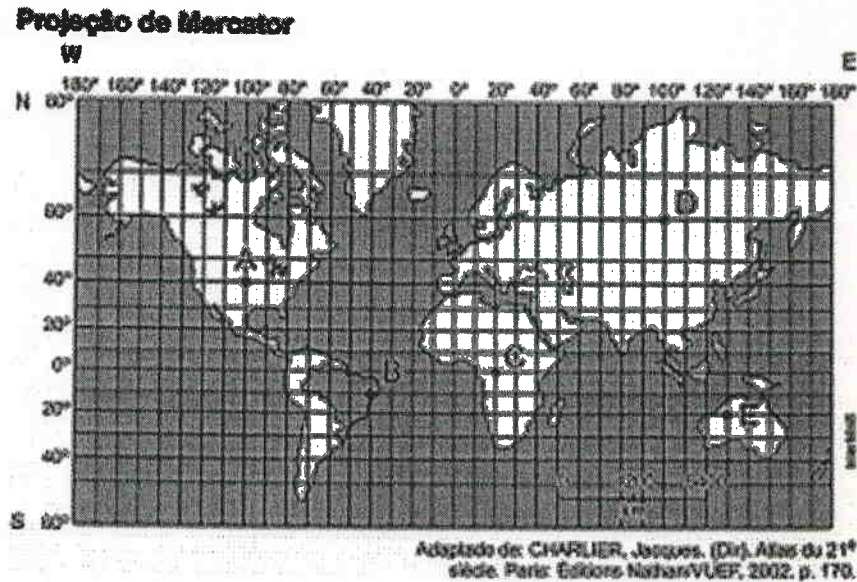 Projeção de Mercator
W
E
180° 160° 140° 120° 100° 80° 60° 40° 20° 0° 20° 40° 60° 80° 100° 120° 140° 160° 180°
N 80°
60°
D
A
40°
20°
C
0°
B
20°
E
40°
S 60°
Adaptado de: CHARLIER, Jacques. (Dir). Atlas du 21ª
siècle. Paris: Éditions Nathan/VUEF, 2002. p. 170.